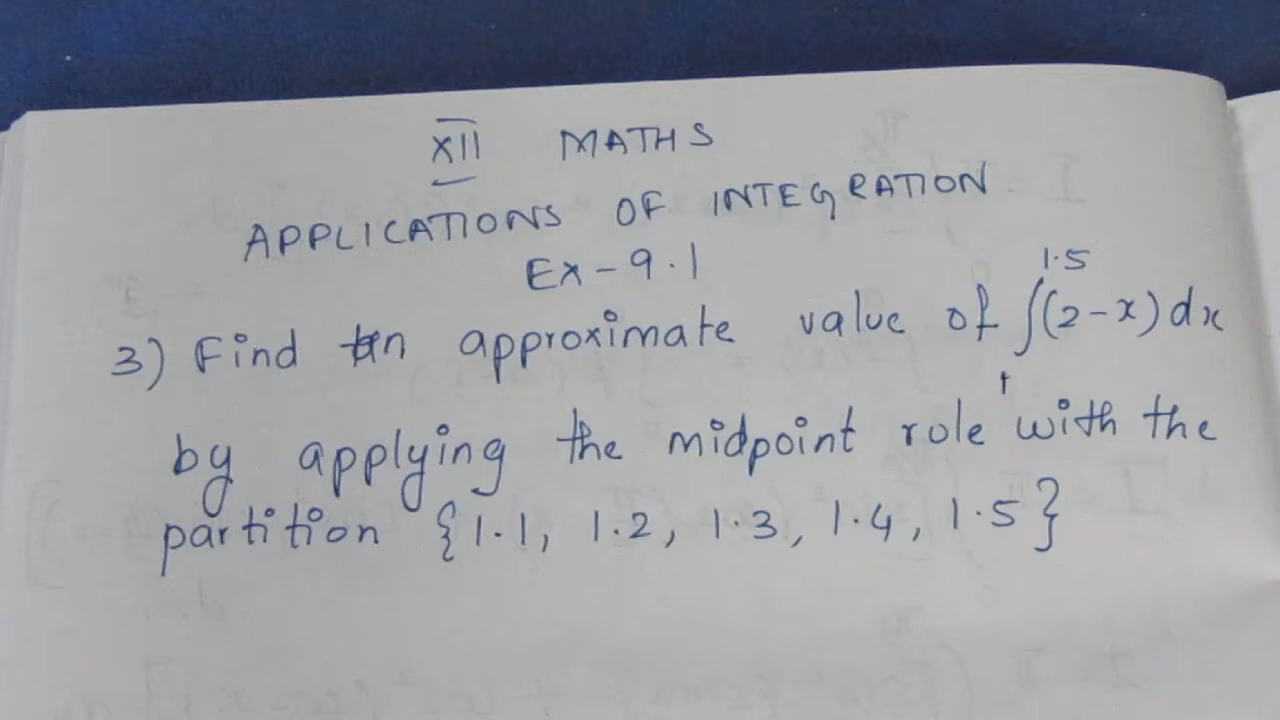 XII MATHS
APPLICATIONS OF INTEGRATION
Ex-9.1
3) Find an approximate value of ∫₁^1.5 (2-x) dx
by applying the midpoint role with the
partition {1.1, 1.2, 1.3, 1.4, 1.5}